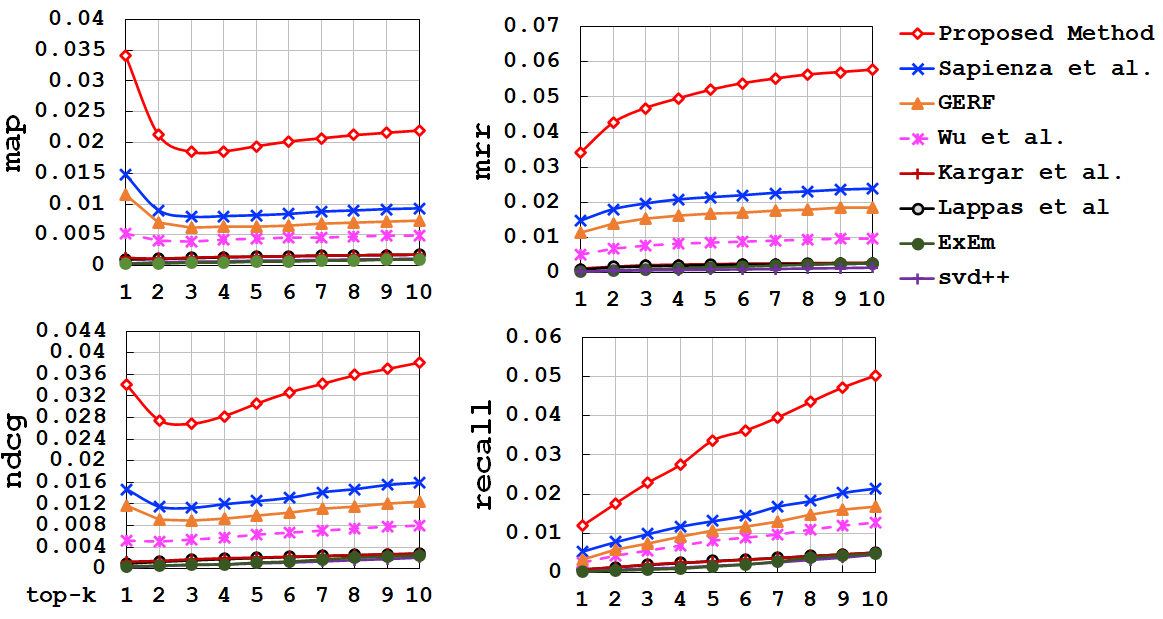 map
0.04
0.035
0.03
0.025
0.02
0.015
0.01
0.005
0
1 2 3 4 5 6 7 8 9 10
mrr
0.07
0.06
0.05
0.04
0.03
0.02
0.01
0
1 2 3 4 5 6 7 8 9 10
Proposed Method
Sapienza et al.
GERF
Wu et al.
Kargar et al.
Lappas et al
ExEm
svd++
ndcg
0.044
0.04
0.036
0.032
0.028
0.024
0.02
0.016
0.012
0.008
0.004
0
top-k 1 2 3 4 5 6 7 8 9 10
recall
0.06
0.05
0.04
0.03
0.02
0.01
0
1 2 3 4 5 6 7 8 9 10